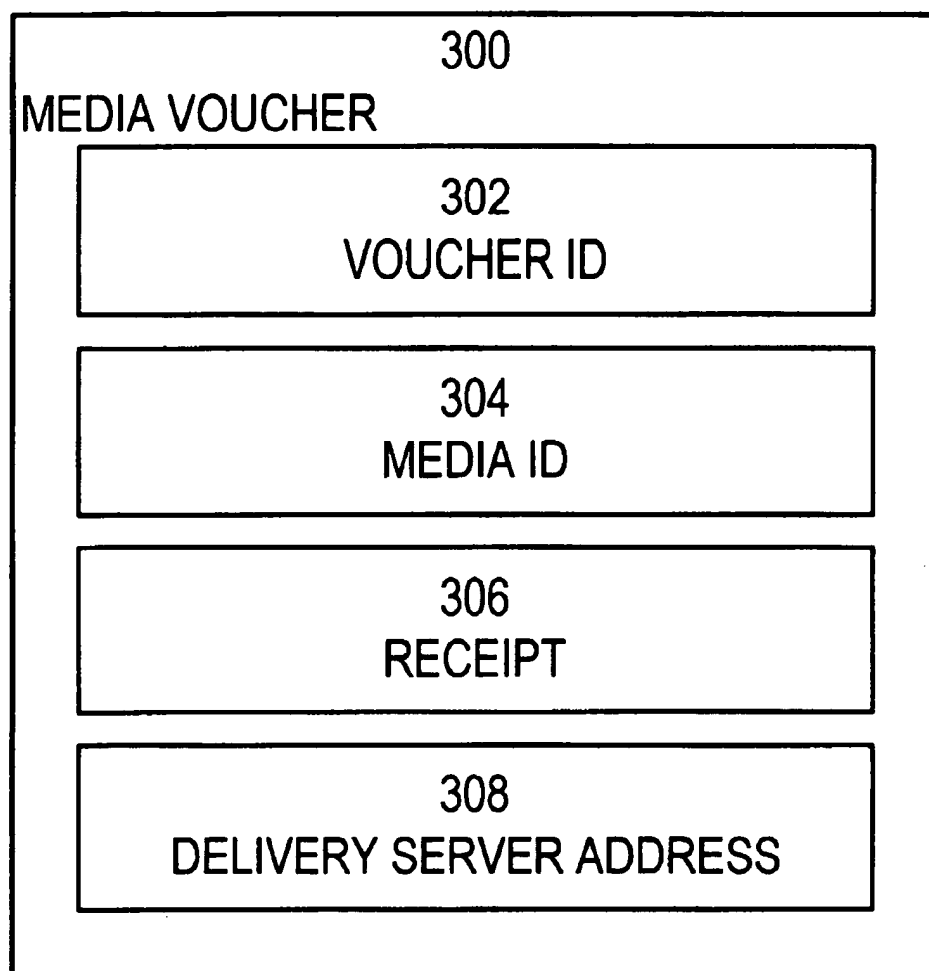 300
MEDIA VOUCHER
302
VOUCHER ID
304
MEDIA ID
306
RECEIPT
308
DELIVERY SERVER ADDRESS